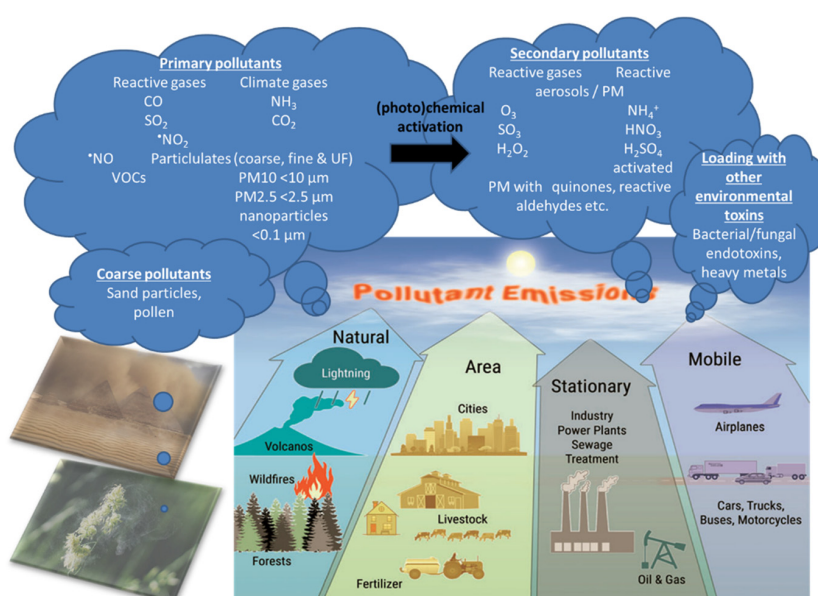 Primary pollutants
Reactive gases Climate gases
CO NH₃
SO₂ CO₂
•NO₂
•NO Particlulates (coarse, fine & UF)
VOCs PM10 <10 µm
PM2.5 <2.5 µm
nanoparticles
<0.1 µm
(photo)chemical
activation
Secondary pollutants
Reactive gases Reactive
aerosols / PM
O₃ NH₄⁺
SO₃ HNO₃
H₂O₂ H₂SO₄
activated
PM with quinones, reactive
aldehydes etc.
Loading with
other
environmental
toxins
Bacterial/fungal
endotoxins,
heavy metals
Coarse pollutants
Sand particles,
pollen
Pollutant Emissions
Natural
Lightning
Volcanos
Wildfires
Forests
Area
Cities
Livestock
Fertilizer
Stationary
Industry
Power Plants
Sewage
Treatment
Oil & Gas
Mobile
Airplanes
Cars, Trucks,
Buses, Motorcycles